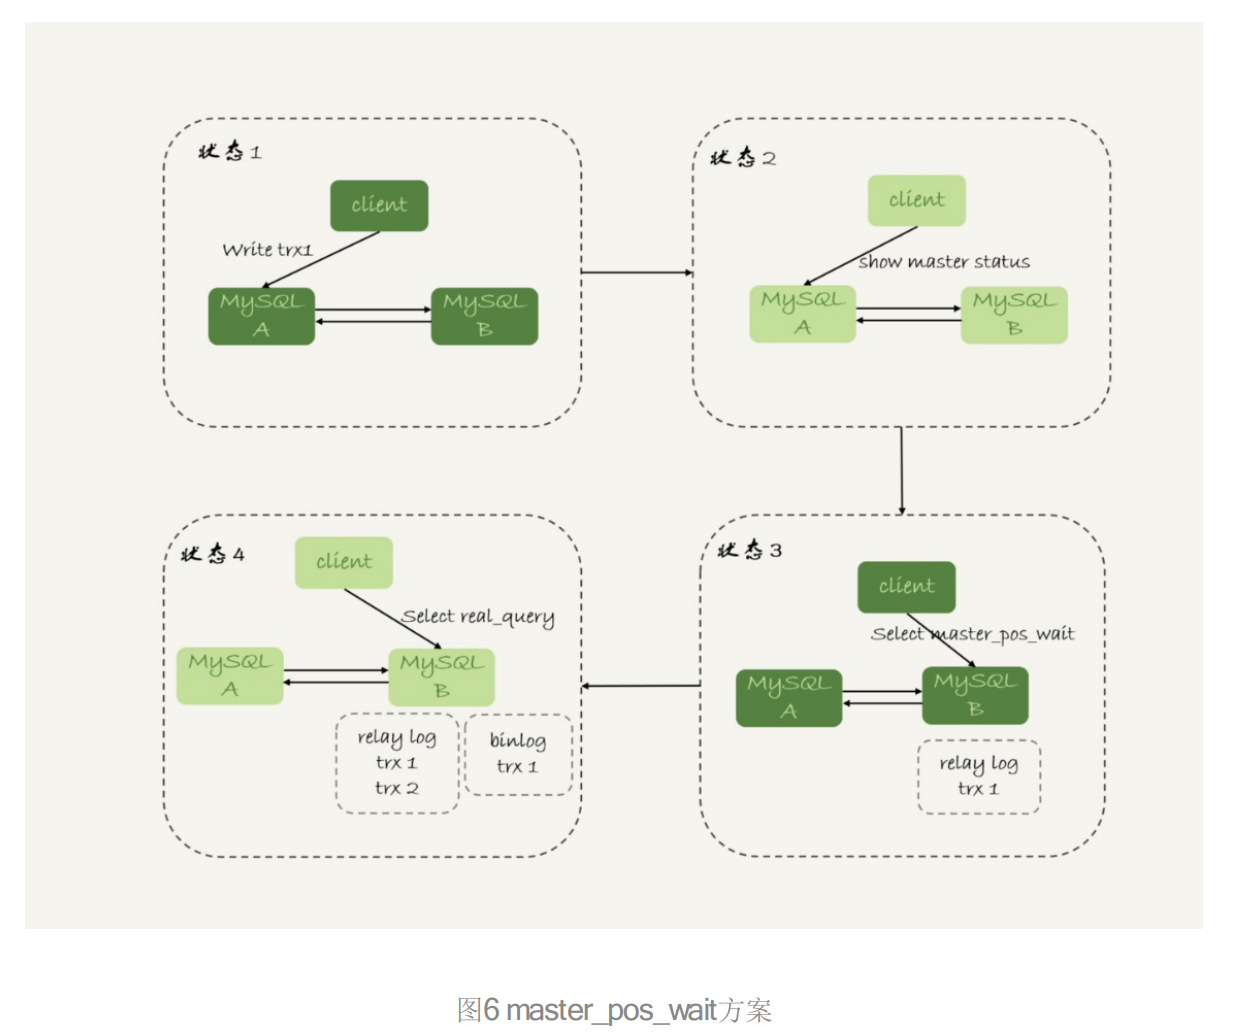 状态1
client
Write trx1
MySQL
A
MySQL
B
状态2
client
show master status
MySQL
A
MySQL
B
状态4
client
Select real_query
MySQL
A
MySQL
B
relay log
trx 1
trx 2
binlog
trx 1
状态3
client
Select master_pos_wait
MySQL
A
MySQL
B
relay log
trx 1
图6 master_pos_wait方案